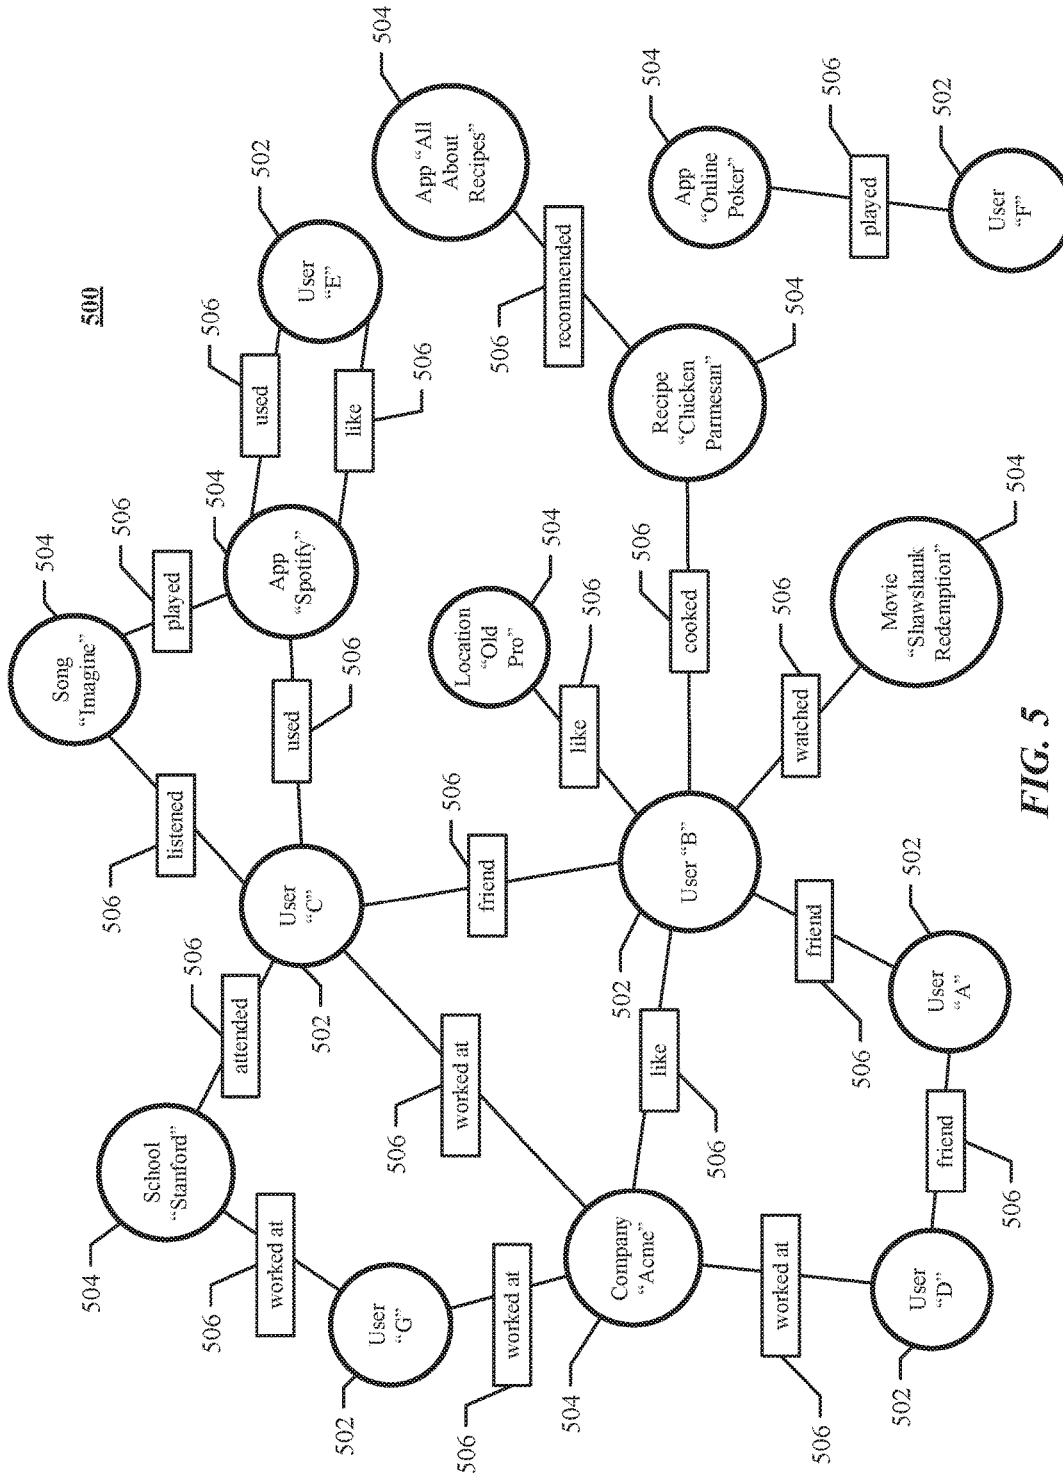 500
504
School
“Stanford”
506
attended
506
listened
504
Song
“Imagine”
506
played
506
worked at
502
User
“G”
502
User
“C”
506
used
504
App
“Spotify”
506
used
502
User
“E”
506
like
506
worked at
506
worked at
506
friend
504
App “All
About
Recipes”
504
Company
“Acme”
506
like
502
User “B”
506
like
504
Location
“Old
Pro”
506
cooked
504
Recipe
“Chicken
Parmesan”
506
recommended
506
worked at
502
User
“D”
506
friend
502
User
“A”
506
friend
506
watched
504
Movie
“Shawshank
Redemption”
504
App
“Online
Poker”
506
played
502
User
“F”
FIG. 5